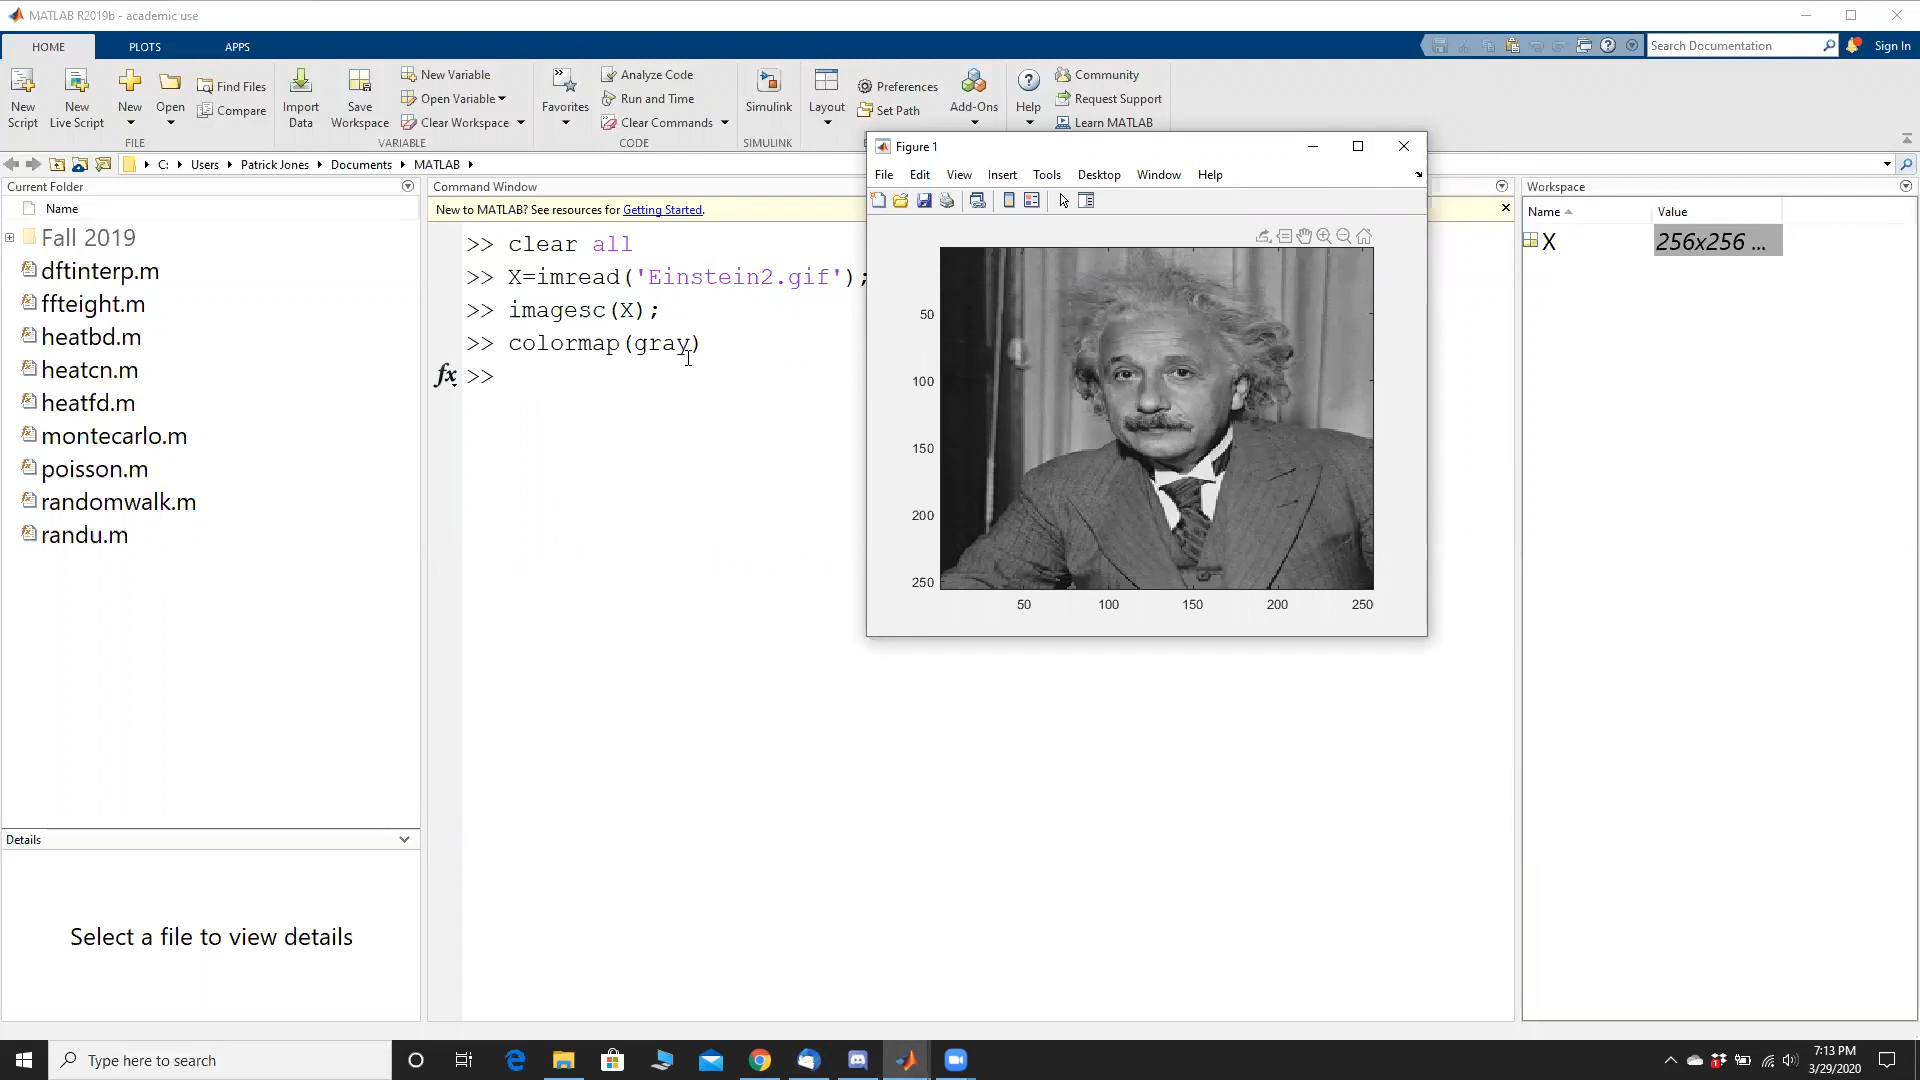 MATLAB R2019b - academic use
HOME PLOTS APPS
Search Documentation
Sign In
New Script
New Live Script
New
Open
Find Files
Compare
FILE
Import Data
Save Workspace
New Variable
Open Variable
Clear Workspace
VARIABLE
Favorites
Analyze Code
Run and Time
Clear Commands
CODE
Simulink
SIMULINK
Layout
Preferences
Set Path
Add-Ons
Help
Community
Request Support
Learn MATLAB
C: Users Patrick Jones Documents MATLAB
Current Folder
Name
Fall 2019
dftinterp.m
ffteight.m
heatbd.m
heatcn.m
heatfd.m
montecarlo.m
poisson.m
randomwalk.m
randu.m
Details
Select a file to view details
Command Window
New to MATLAB? See resources for Getting Started.
>> clear all
>> X=imread('Einstein2.gif');
>> imagesc(X);
>> colormap(gray)
fx >>
Figure 1
File Edit View Insert Tools Desktop Window Help
50
100
150
200
250
50 100 150 200 250
Workspace
Name Value
X 256x256 ...
Type here to search
7:13 PM
3/29/2020